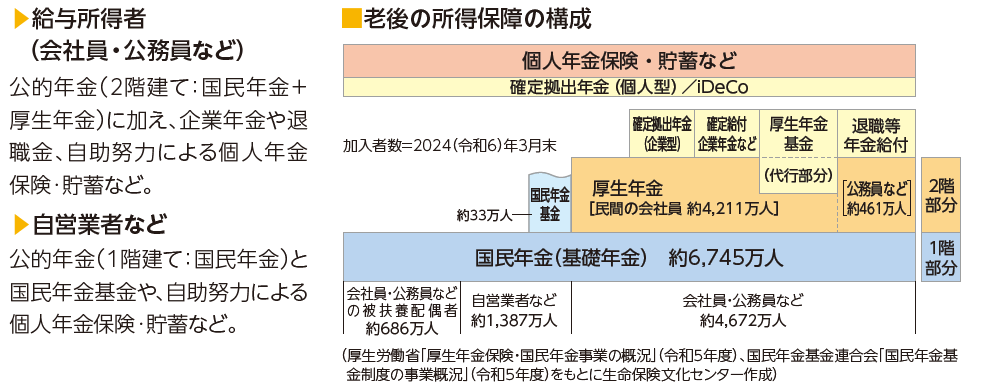 ▶給与所得者
（会社員・公務員など）
公的年金（2階建て：国民年金＋
厚生年金）に加え、企業年金や退
職金、自助努力による個人年金
保険・貯蓄など。
▶自営業者など
公的年金（1階建て：国民年金）と
国民年金基金や、自助努力による
個人年金保険・貯蓄など。
■老後の所得保障の構成
個人年金保険・貯蓄など
確定拠出年金（個人型）／iDeCo
加入者数＝2024（令和6）年3月末
確定拠出年金
（企業型）
確定給付
企業年金など
厚生年金
基金
（代行部分）
退職等
年金給付
約33万人
国民年金
基金
厚生年金
［民間の会社員 約4,211万人］
［公務員など
約461万人］
2階
部分
国民年金（基礎年金）　約6,745万人
1階
部分
会社員・公務員など
の被扶養配偶者
約686万人
自営業者など
約1,387万人
会社員・公務員など
約4,672万人
（厚生労働省「厚生年金保険・国民年金事業の概況」（令和5年度）、国民年金基金連合会「国民年金基
金制度の事業概況」（令和5年度）をもとに生命保険文化センター作成）